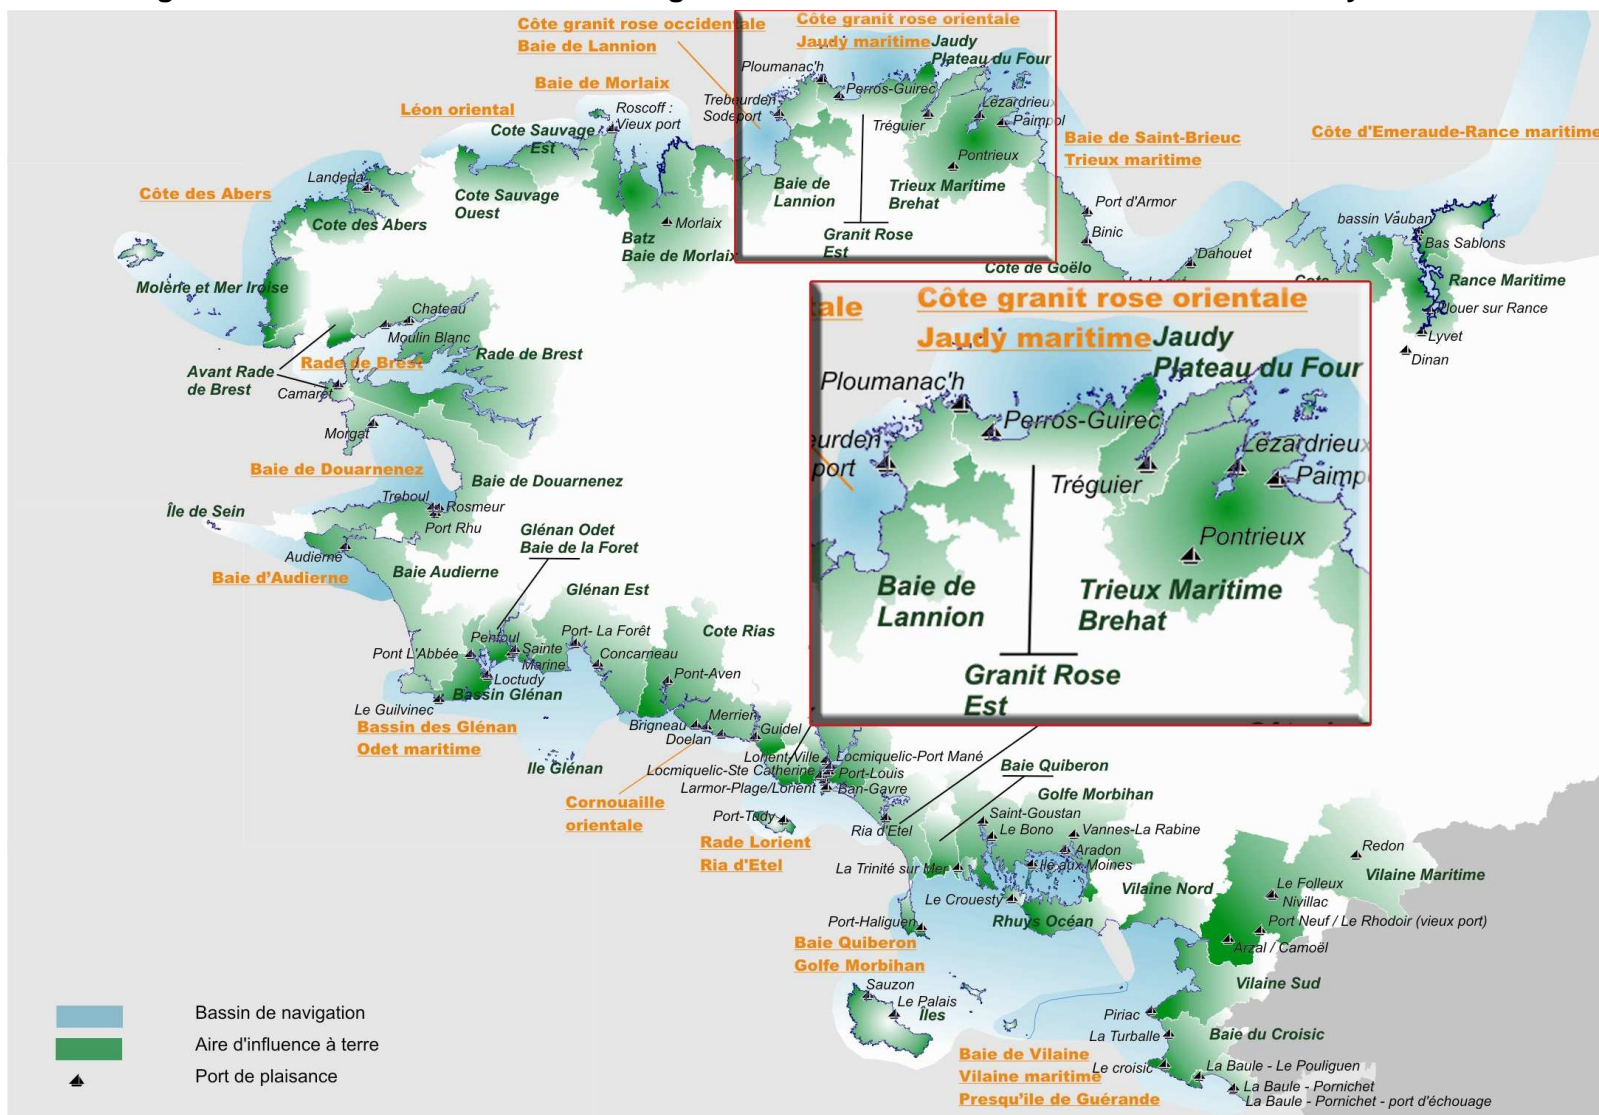 Côte granit rose occidentale
Baie de Lannion
Côte granit rose orientale
Jaudy maritime
Jaudy
Plateau du Four
Ploumanac'h
Perros-Guirec
Trebeurden
Sodeport
Tréguier
Lezardrieux
Paimpol
Pontrieux
Baie de
Lannion
Trieux Maritime
Brehat
Granit Rose
Est
Baie de Morlaix
Léon oriental
Roscoff :
Vieux port
Cote Sauvage
Est
Cote Sauvage
Ouest
Morlaix
Batz
Baie de Morlaix
Côte des Abers
Landeda
Cote des Abers
Molène et Mer Iroise
Baie de Saint-Brieuc
Trieux maritime
Côte d'Emeraude-Rance maritime
Port d'Armor
Binic
Dahouet
Côte de Goëlo
bassin Vauban
Bas Sablons
Rance Maritime
Plouer sur Rance
Lyvet
Dinan
Chateau
Moulin Blanc
Rade de Brest
Rade de Brest
Avant Rade
de Brest
Camaret
Morgat
Baie de Douarnenez
Baie de Douarnenez
Treboul
Rosmeur
Port Rhu
Île de Sein
Audierne
Baie d'Audierne
Baie Audierne
Glénan Odet
Baie de la Foret
Glénan Est
Cote Rias
Penfoul
Sainte
Marine
Port- La Forêt
Concarneau
Pont L'Abbée
Loctudy
Bassin Glénan
Le Guilvinec
Bassin des Glénan
Odet maritime
Ile Glénan
Pont-Aven
Merrien
Brigneau
Doelan
Guidel
Cornouaille
orientale
Lorient Ville
Locmiquelic-Port Mané
Locmiquelic-Ste Catherine
Port-Louis
Larmor-Plage/Lorient
Ban-Gavre
Port-Tudy
Ria d'Etel
Rade Lorient
Ria d'Etel
ale
Côte granit rose orientale
Jaudy maritime
Jaudy
Plateau du Four
Ploumanac'h
Perros-Guirec
eurden
port
Tréguier
Lezardrieux
Paimp
Pontrieux
Baie de
Lannion
Trieux Maritime
Brehat
Granit Rose
Est
Baie Quiberon
Golfe Morbihan
Saint-Goustan
Le Bono
Vannes-La Rabine
Aradon
Ile aux Moines
La Trinité sur Mer
Le Crouesty
Port-Haliguen
Rhuys Océan
Vilaine Nord
Baie Quiberon
Golfe Morbihan
Sauzon
Le Palais
Îles
Redon
Vilaine Maritime
Le Folleux
Nivillac
Port Neuf / Le Rhodoir (vieux port)
Arzal / Camoël
Vilaine Sud
Piriac
La Turballe
Baie du Croisic
Le croisic
La Baule - Le Pouliguen
La Baule - Pornichet
La Baule - Pornichet - port d'échouage
Baie de Vilaine
Vilaine maritime
Presqu'ile de Guérande
Bassin de navigation
Aire d'influence à terre
Port de plaisance